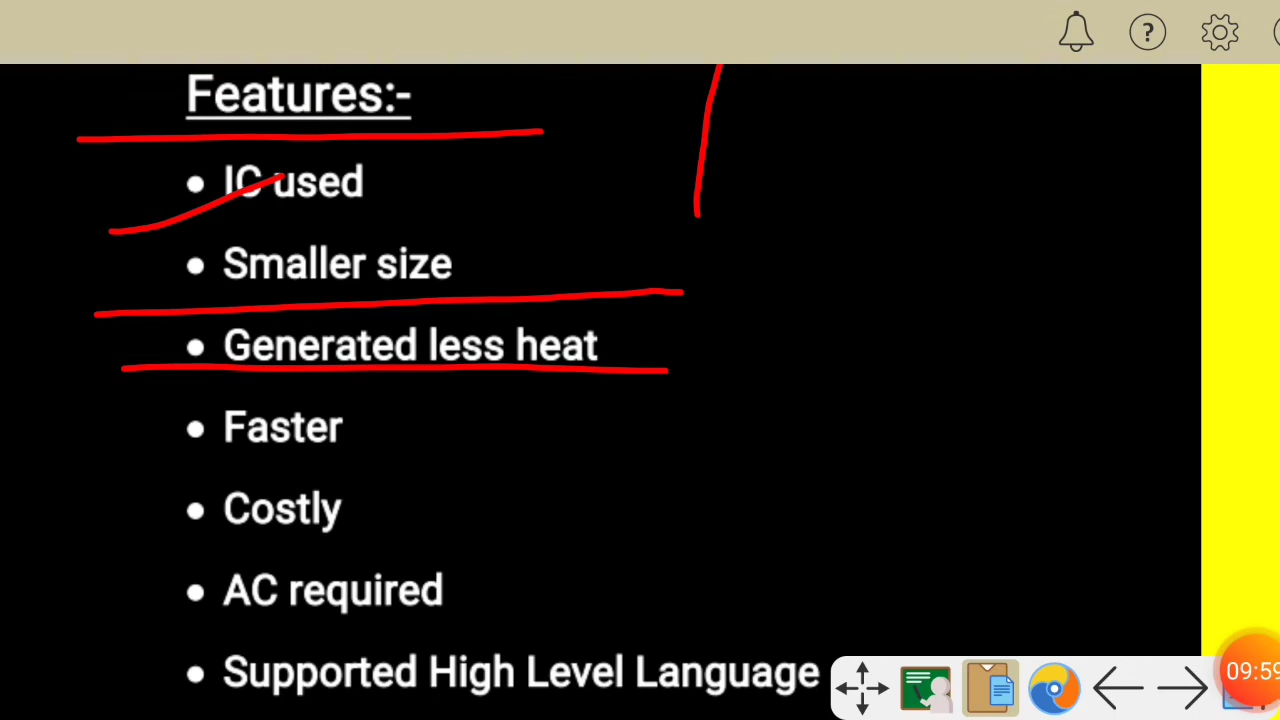 ?
Features:-
● IC used
● Smaller size
● Generated less heat
● Faster
● Costly
● AC required
● Supported High Level Language
09:59